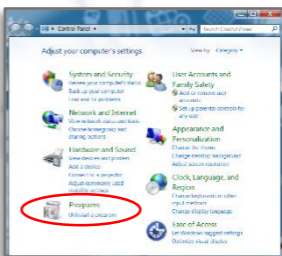 Control Panel
Search Control Panel
Adjust your computer's settings
View by: Category
System and Security
Review your computer's status
Back up your computer
Find and fix problems
Network and Internet
View network status and tasks
Choose homegroup and
sharing options
Hardware and Sound
View devices and printers
Add a device
Connect to a projector
Adjust commonly used
mobility settings
Programs
Uninstall a program
User Accounts and
Family Safety
Add or remove user
accounts
Set up parental controls for
any user
Appearance and
Personalization
Change the theme
Change desktop background
Adjust screen resolution
Clock, Language, and
Region
Change keyboards or other
input methods
Change display language
Ease of Access
Let Windows suggest settings
Optimize visual display